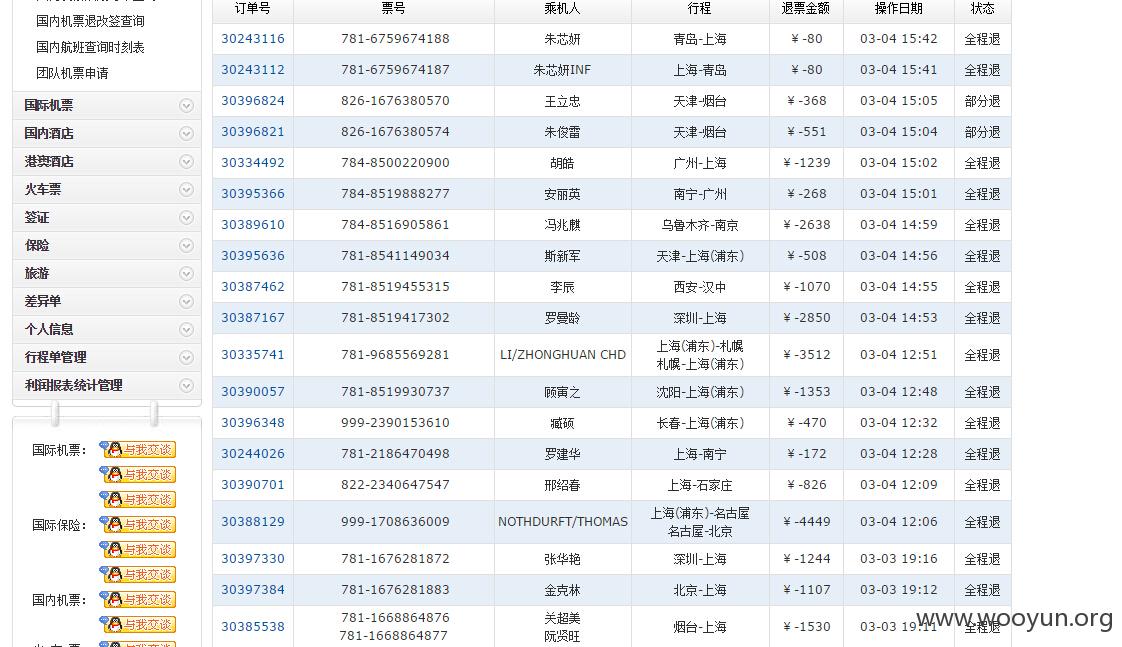 国内机票退改签查询
国内航班查询时刻表
团队机票申请
国际机票
国内酒店
港澳酒店
火车票
签证
保险
旅游
差异单
个人信息
行程单管理
利润报表统计管理
国际机票： 与我交谈
与我交谈
与我交谈
国际保险： 与我交谈
与我交谈
与我交谈
国内机票： 与我交谈
与我交谈
订单号 票号 乘机人 行程 退票金额 操作日期 状态
30243116 781-6759674188 朱芯妍 青岛-上海 ￥-80 03-04 15:42 全程退
30243112 781-6759674187 朱芯妍INF 上海-青岛 ￥-80 03-04 15:41 全程退
30396824 826-1676380570 王立忠 天津-烟台 ￥-368 03-04 15:05 部分退
30396821 826-1676380574 朱俊雷 天津-烟台 ￥-551 03-04 15:04 部分退
30334492 784-8500220900 胡皓 广州-上海 ￥-1239 03-04 15:02 全程退
30395366 784-8519888277 安丽英 南宁-广州 ￥-268 03-04 15:01 全程退
30389610 784-8516905861 冯兆麒 乌鲁木齐-南京 ￥-2638 03-04 14:59 全程退
30395636 781-8541149034 斯新军 天津-上海(浦东) ￥-508 03-04 14:56 全程退
30387462 781-8519455315 李辰 西安-汉中 ￥-1070 03-04 14:55 全程退
30387167 781-8519417302 罗曼龄 深圳-上海 ￥-2850 03-04 14:53 全程退
30335741 781-9685569281 LI/ZHONGHUAN CHD 上海(浦东)-札幌 ￥-3512 03-04 12:51 全程退
札幌-上海(浦东)
30390057 781-8519930737 顾寅之 沈阳-上海(浦东) ￥-1353 03-04 12:48 全程退
30396348 999-2390153610 臧硕 长春-上海(浦东) ￥-470 03-04 12:32 全程退
30244026 781-2186470498 罗建华 上海-南宁 ￥-172 03-04 12:28 全程退
30390701 822-2340647547 邢绍春 上海-石家庄 ￥-826 03-04 12:09 全程退
30388129 999-1708636009 NOTHDURFT/THOMAS 上海(浦东)-名古屋 ￥-4449 03-04 12:06 全程退
名古屋-北京
30397330 781-1676281872 张华艳 深圳-上海 ￥-1244 03-03 19:16 全程退
30397384 781-1676281883 金克林 北京-上海 ￥-1107 03-03 19:12 全程退
30385538 781-1668864876 关超美 烟台-上海 ￥-1530 03-03 19:11 全程退
781-1668864877 阮贤旺
www.wooyun.org